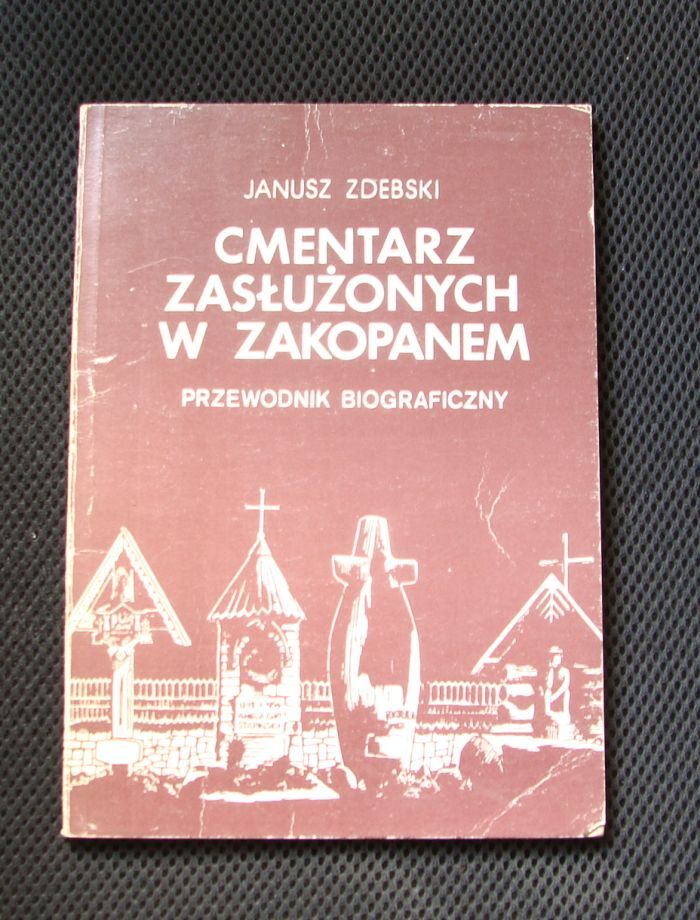 JANUSZ ZDEBSKI
CMENTARZ
ZASŁUŻONYCH
W ZAKOPANEM
PRZEWODNIK BIOGRAFICZNY